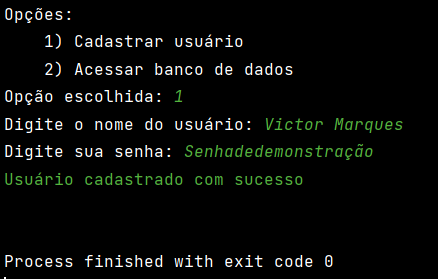 Opções:
1) Cadastrar usuário
2) Acessar banco de dados
Opção escolhida: 1
Digite o nome do usuário: Victor Marques
Digite sua senha: Senhadedemonstração
Usuário cadastrado com sucesso
Process finished with exit code 0